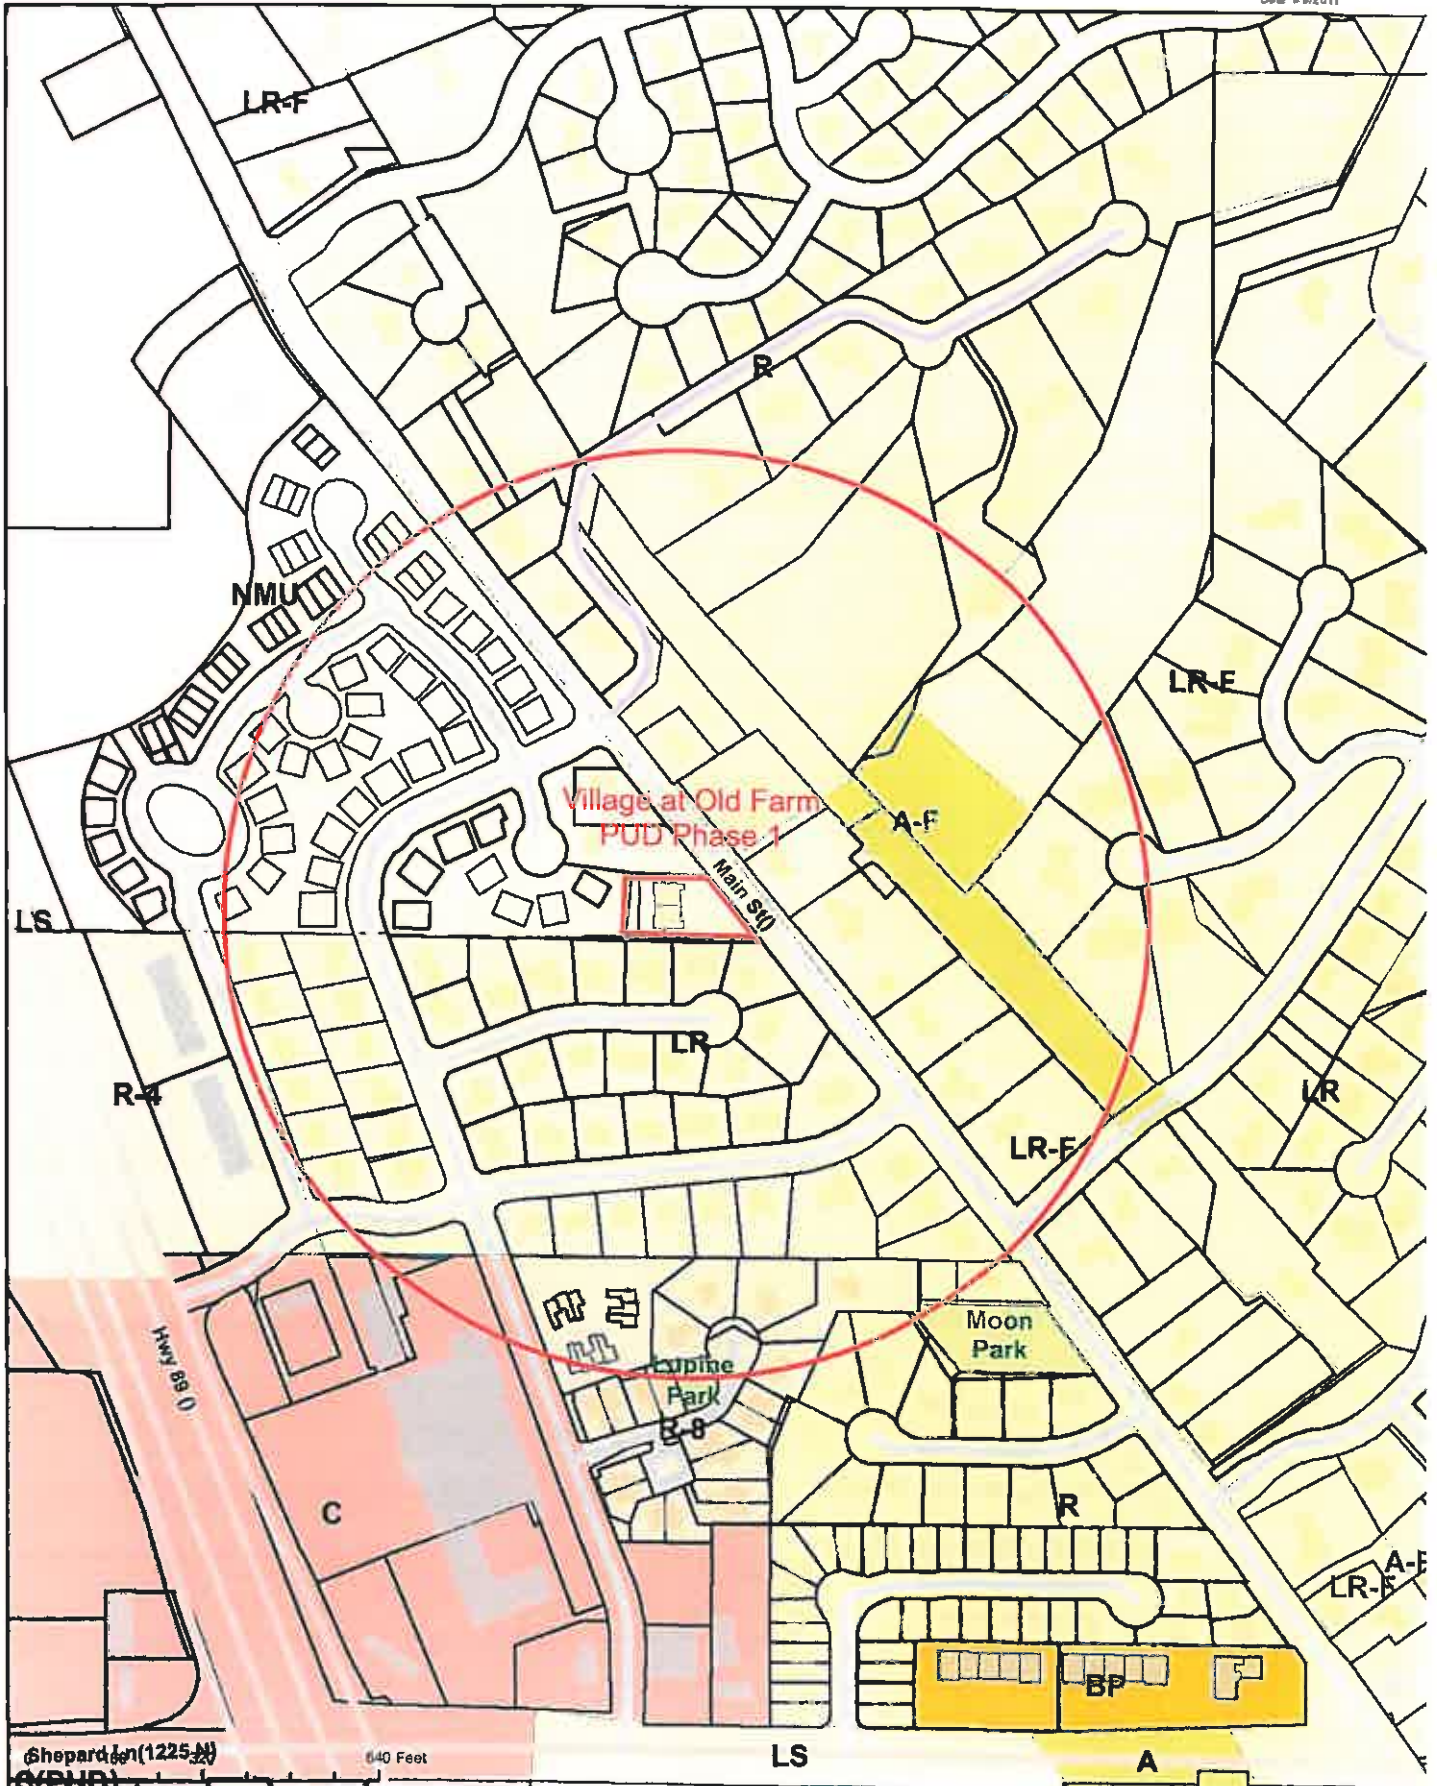 LR-F
R
NMU
LR-F
Village at Old Farm
PUD Phase 1
A-F
Main St()
LS
LR
R-4
LR
LR-F
Moon
Park
Hwy 89 ()
Lupine
Park
R-8
C
R
A-F
LR-F
BP
Shepard Ln(1225 N)
640 Feet
LS
A